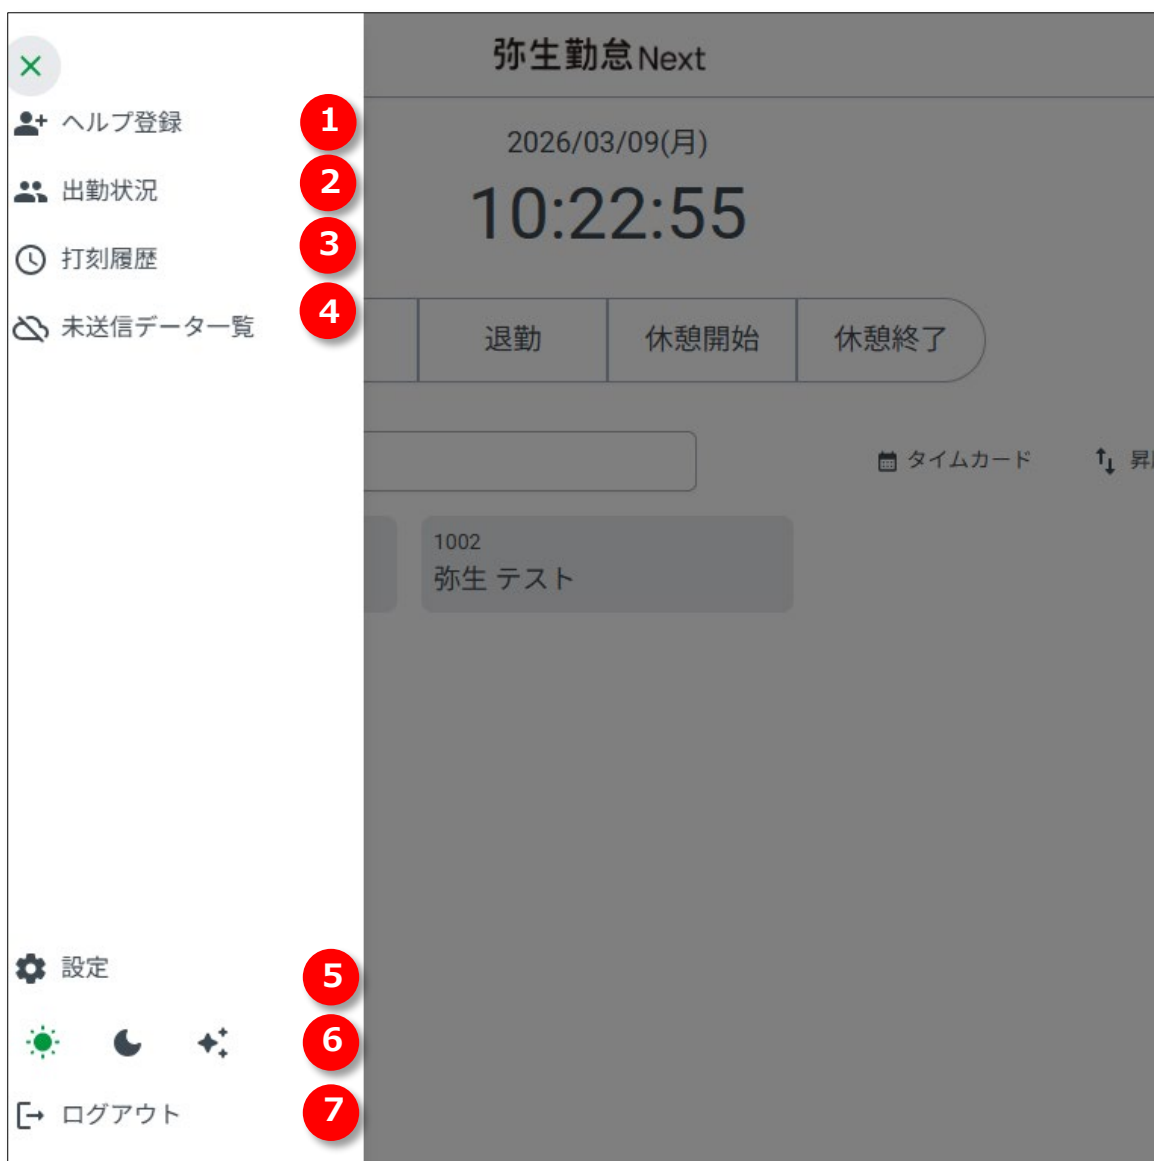 弥生勤怠Next
ヘルプ登録 1
2026/03/09(月)
出勤状況 2
10:22:55
打刻履歴 3
未送信データ一覧 4
退勤 休憩開始 休憩終了
タイムカード 昇
1002
弥生 テスト
設定 5
6
ログアウト 7